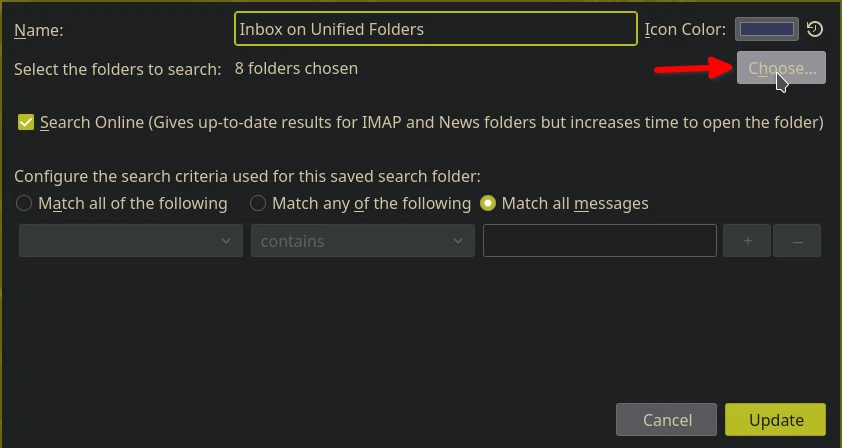 Name: Inbox on Unified Folders Icon Color:
Select the folders to search: 8 folders chosen Choose...
Search Online (Gives up-to-date results for IMAP and News folders but increases time to open the folder)
Configure the search criteria used for this saved search folder:
Match all of the following Match any of the following Match all messages
contains + –
Cancel Update